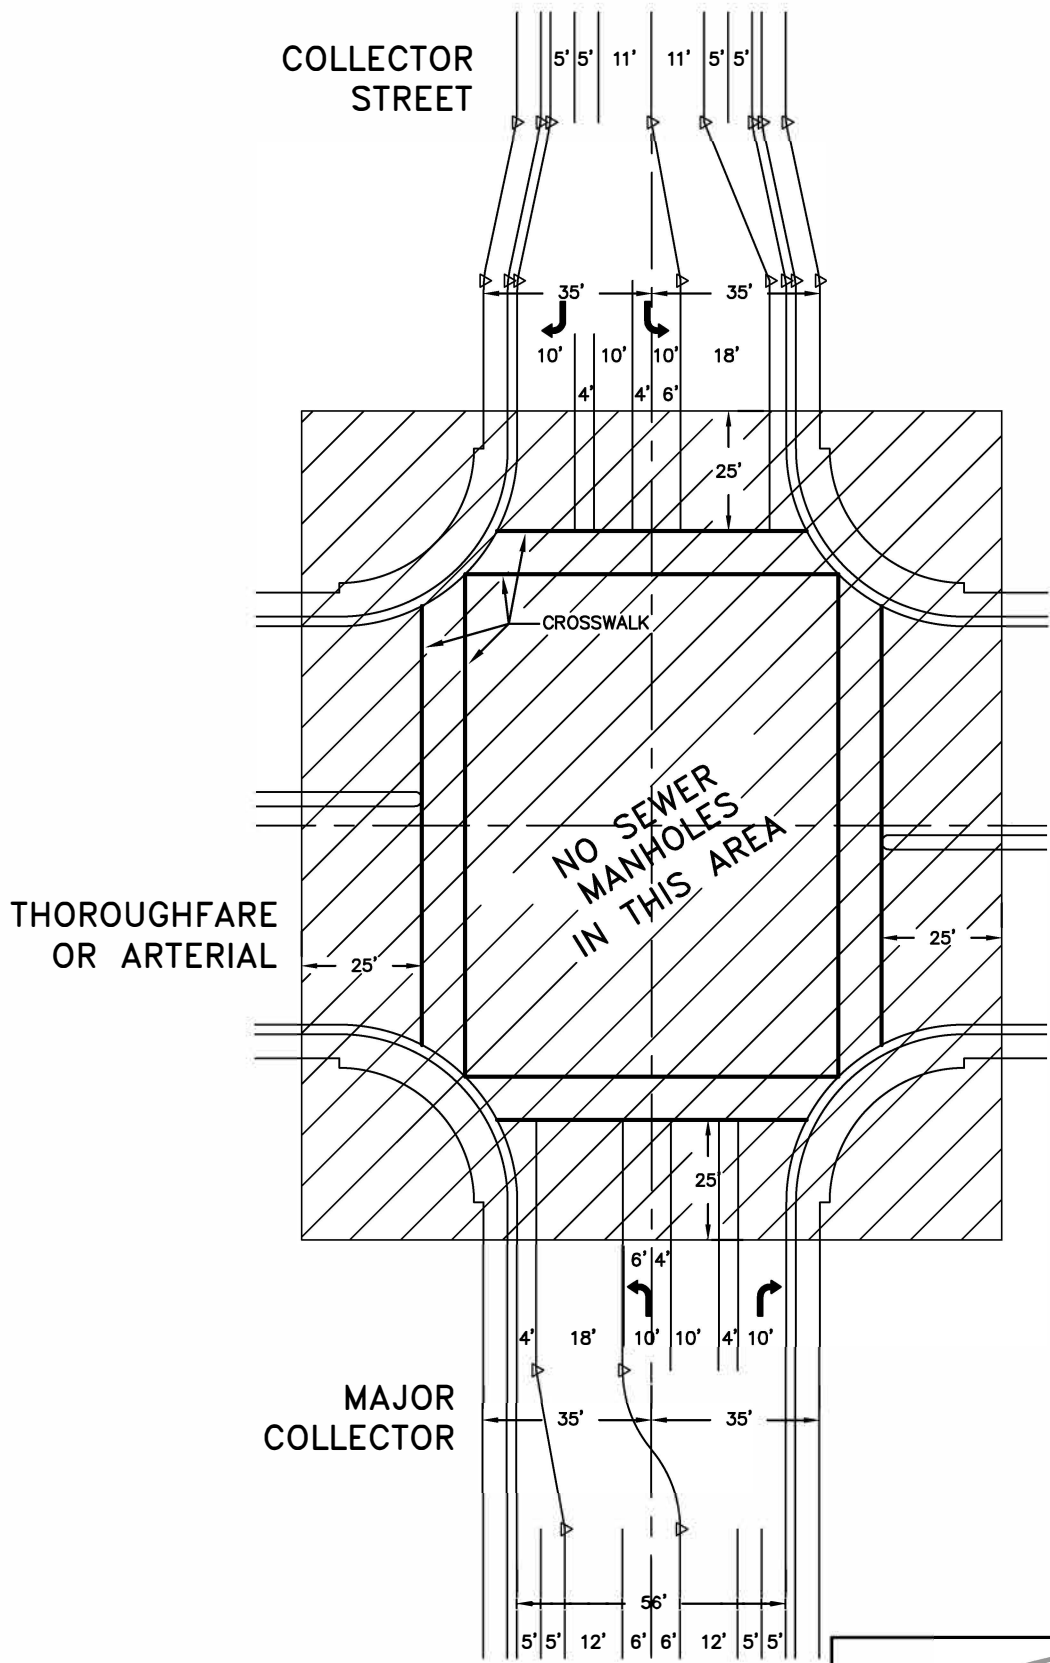 COLLECTOR
STREET
5' 5' 11' 11' 5' 5'
35' 35'
10' 10' 10' 18'
4' 4' 6'
25'
CROSSWALK
NO SEWER
MANHOLES
IN THIS AREA
THOROUGHFARE
OR ARTERIAL
25' 25'
25'
6' 4'
4' 18' 10' 10' 4' 10'
MAJOR
COLLECTOR
35' 35'
56'
5' 5' 12' 6' 6' 12' 5' 5'